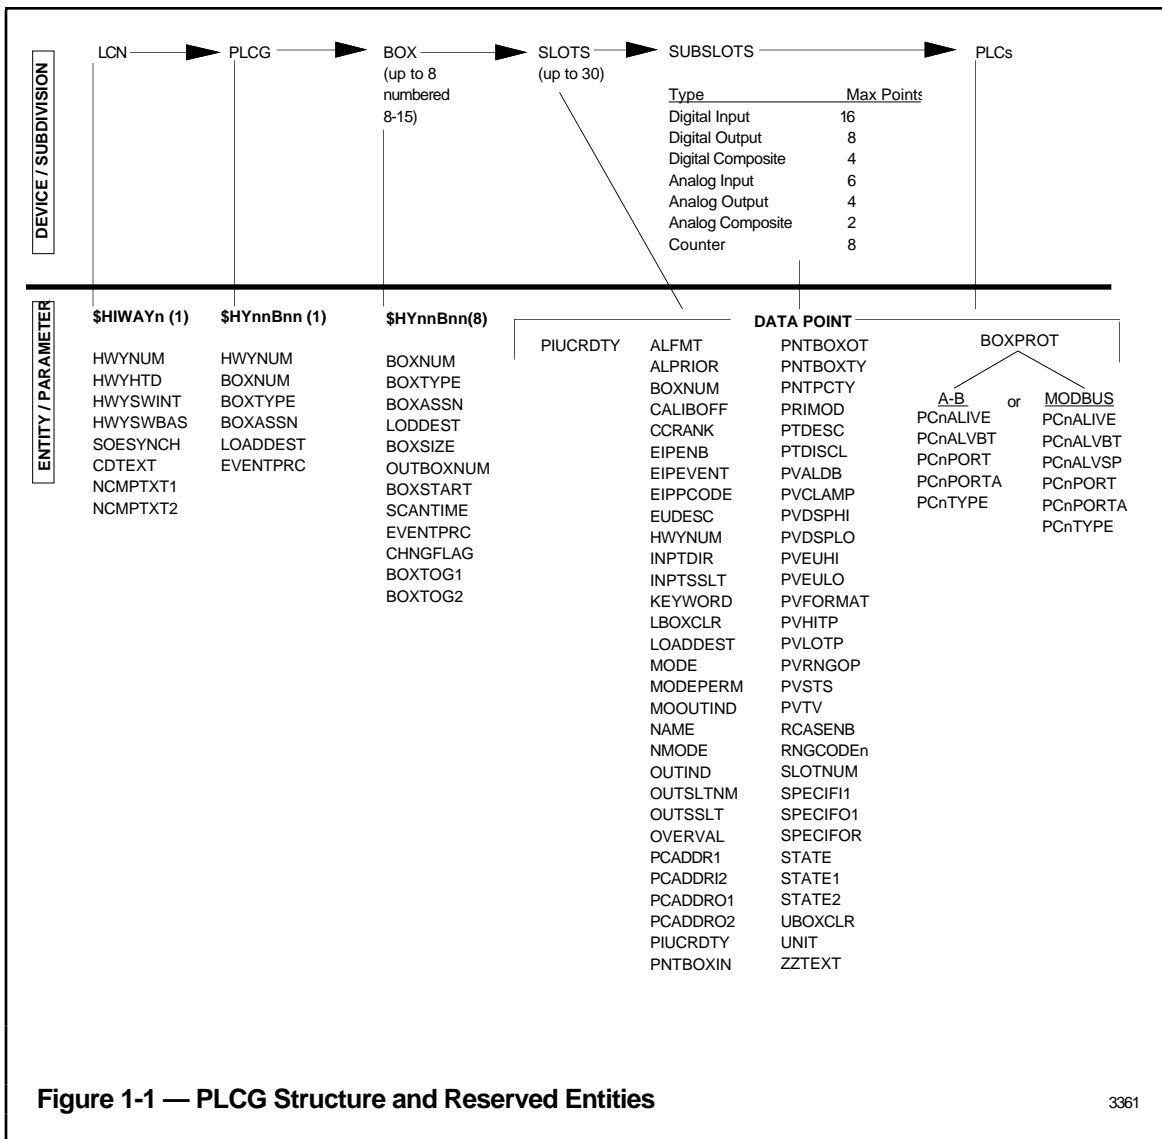 DEVICE / SUBDIVISION
LCN PLCG BOX SLOTS SUBSLOTS PLCs
(up to 8
numbered
8-15)
(up to 30)
Type Max Points
Digital Input 16
Digital Output 8
Digital Composite 4
Analog Input 6
Analog Output 4
Analog Composite 2
Counter 8
ENTITY / PARAMETER
$HIWAYn (1)
HWYNUM
HWYHTD
HWYSWINT
HWYSWBAS
SOESYNCH
CDTEXT
NCMPTXT1
NCMPTXT2
$HYnnBnn (1)
HWYNUM
BOXNUM
BOXTYPE
BOXASSN
LOADDEST
EVENTPRC
$HYnnBnn(8)
BOXNUM
BOXTYPE
BOXASSN
LODDEST
BOXSIZE
OUTBOXNUM
BOXSTART
SCANTIME
EVENTPRC
CHNGFLAG
BOXTOG1
BOXTOG2
DATA POINT
PIUCRDTY
ALFMT
ALPRIOR
BOXNUM
CALIBOFF
CCRANK
EIPENB
EIPEVENT
EIPPCODE
EUDESC
HWYNUM
INPTDIR
INPTSSLT
KEYWORD
LBOXCLR
LOADDEST
MODE
MODEPERM
MOOUTIND
NAME
NMODE
OUTIND
OUTSLTNM
OUTSSLT
OVERVAL
PCADDR1
PCADDRI2
PCADDRO1
PCADDRO2
PIUCRDTY
PNTBOXIN
PNTBOXOT
PNTBOXTY
PNTPCTY
PRIMOD
PTDESC
PTDISCL
PVALDB
PVCLAMP
PVDSPHI
PVDSPLO
PVEUHI
PVEULO
PVFORMAT
PVHITP
PVLOTP
PVRNGOP
PVSTS
PVTV
RCASENB
RNGCODEn
SLOTNUM
SPECIFI1
SPECIFO1
SPECIFOR
STATE
STATE1
STATE2
UBOXCLR
UNIT
ZZTEXT
BOXPROT
A-B or MODBUS
PCnALIVE
PCnALVBT
PCnPORT
PCnPORTA
PCnTYPE
PCnALIVE
PCnALVBT
PCnALVSP
PCnPORT
PCnPORTA
PCnTYPE
Figure 1-1 — PLCG Structure and Reserved Entities 3361